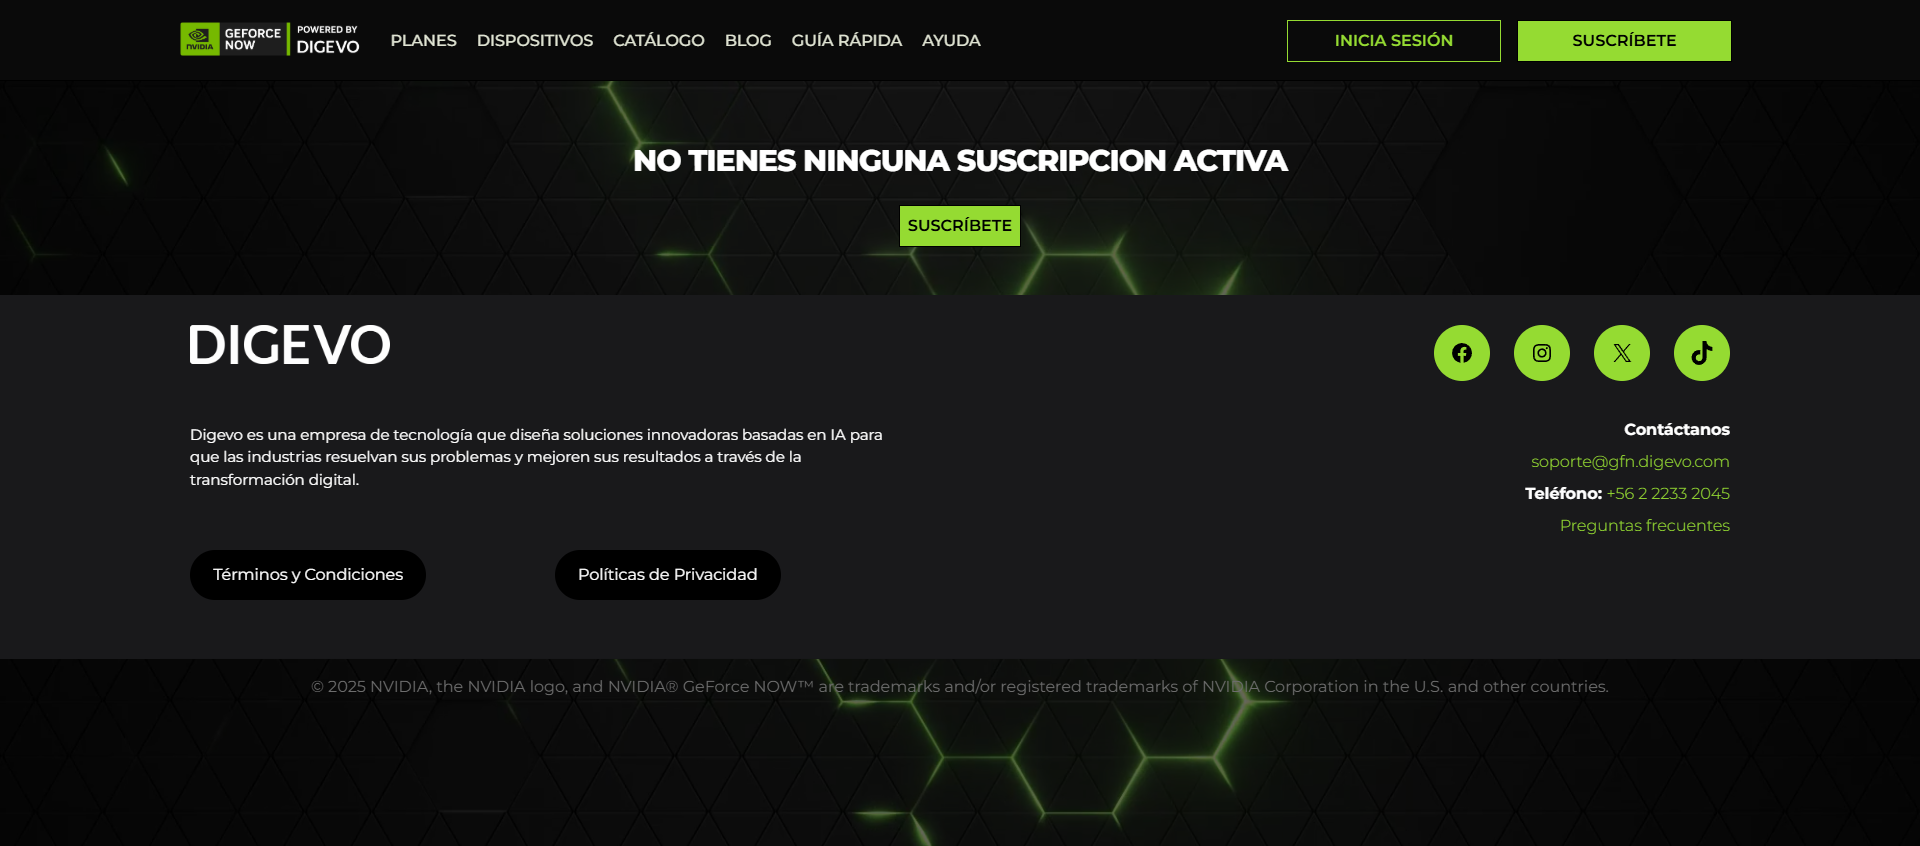 NVIDIA
GEFORCE NOW
POWERED BY
DIGEVO
PLANES DISPOSITIVOS CATÁLOGO BLOG GUÍA RÁPIDA AYUDA
INICIA SESIÓN
SUSCRÍBETE
NO TIENES NINGUNA SUSCRIPCION ACTIVA
SUSCRÍBETE
DIGEVO
Digevo es una empresa de tecnología que diseña soluciones innovadoras basadas en IA para
que las industrias resuelvan sus problemas y mejoren sus resultados a través de la
transformación digital.
Términos y Condiciones
Políticas de Privacidad
Contáctanos
soporte@gfn.digevo.com
Teléfono: +56 2 2233 2045
Preguntas frecuentes
© 2025 NVIDIA, the NVIDIA logo, and NVIDIA® GeForce NOW™ are trademarks and/or registered trademarks of NVIDIA Corporation in the U.S. and other countries.